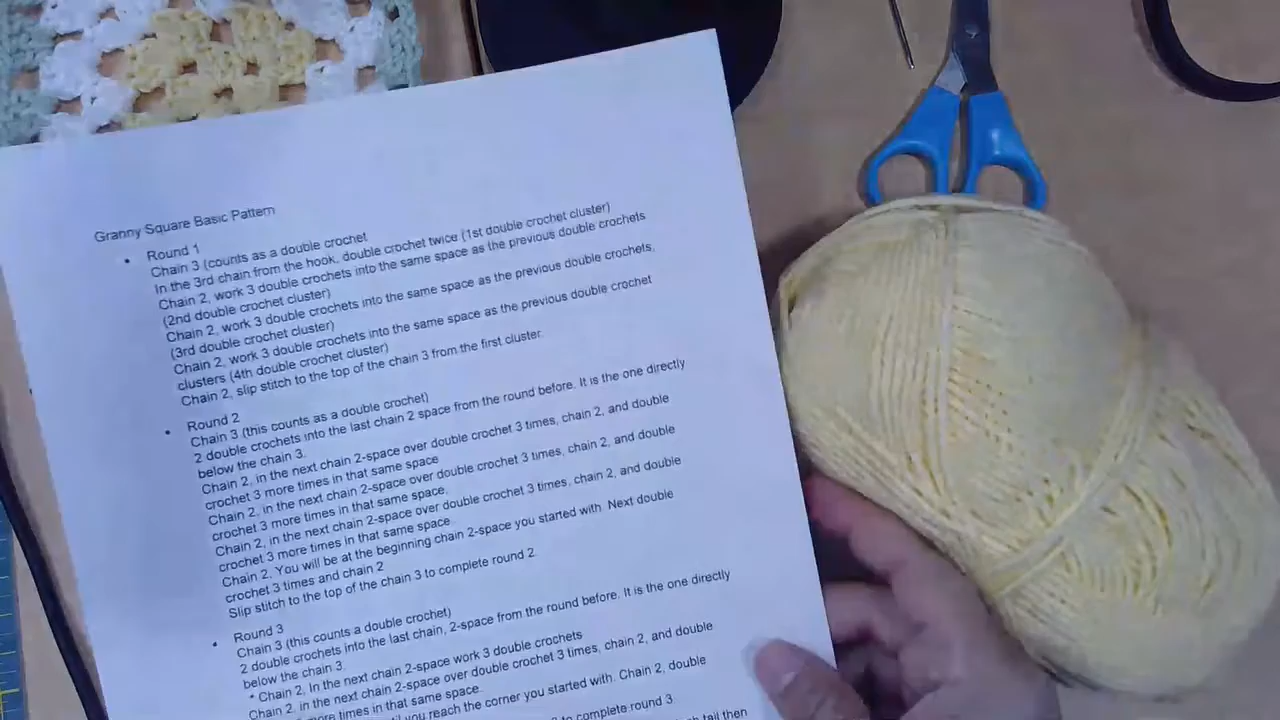 Granny Square Basic Pattern
• Round 1
Chain 3 (counts as a double crochet
In the 3rd chain from the hook, double crochet twice (1st double crochet cluster)
Chain 2, work 3 double crochets into the same space as the previous double crochets
(2nd double crochet cluster)
Chain 2, work 3 double crochets into the same space as the previous double crochets,
(3rd double crochet cluster)
Chain 2, work 3 double crochets into the same space as the previous double crochet
clusters (4th double crochet cluster)
Chain 2, slip stitch to the top of the chain 3 from the first cluster.
• Round 2
Chain 3 (this counts as a double crochet)
2 double crochets into the last chain 2 space from the round before. It is the one directly
below the chain 3.
Chain 2, in the next chain 2-space over double crochet 3 times, chain 2, and double
crochet 3 more times in that same space
Chain 2, in the next chain 2-space over double crochet 3 times, chain 2, and double
crochet 3 more times in that same space.
Chain 2, in the next chain 2-space over double crochet 3 times, chain 2, and double
crochet 3 more times in that same space
Chain 2, You will be at the beginning chain 2-space you started with. Next double
crochet 3 times and chain 2
Slip stitch to the top of the chain 3 to complete round 2
• Round 3
Chain 3 (this counts a double crochet)
2 double crochets into the last chain, 2-space from the round before. It is the one directly
below the chain 3.
* Chain 2, In the next chain 2-space work 3 double crochets
Chain 2, in the next chain 2-space over double crochet 3 times, chain 2, and double
more times in that same space.
you reach the corner you started with. Chain 2, double
to complete round 3
tail then